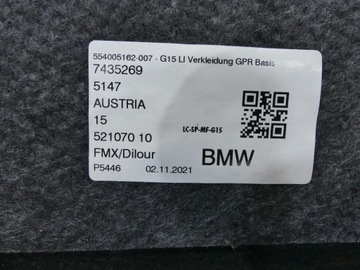 554005162-007 - G15 LI Verkleidung GPR Basis
7435269
5147
AUSTRIA
15
LC-SP-MF-G15
521070 10
FMX/Dilour
BMW
P5446
02.11.2021